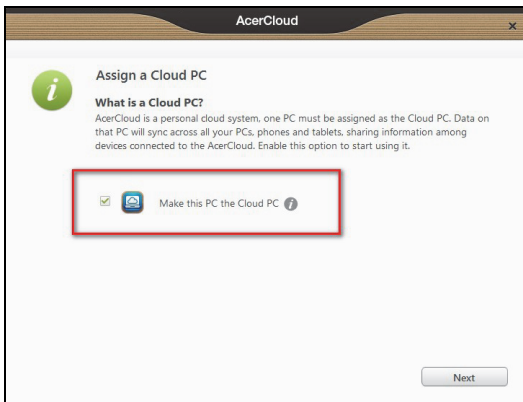 AcerCloud
Assign a Cloud PC
What is a Cloud PC?
AcerCloud is a personal cloud system, one PC must be assigned as the Cloud PC. Data on
that PC will sync across all your PCs, phones and tablets, sharing information among
devices connected to the AcerCloud. Enable this option to start using it.
Make this PC the Cloud PC
Next